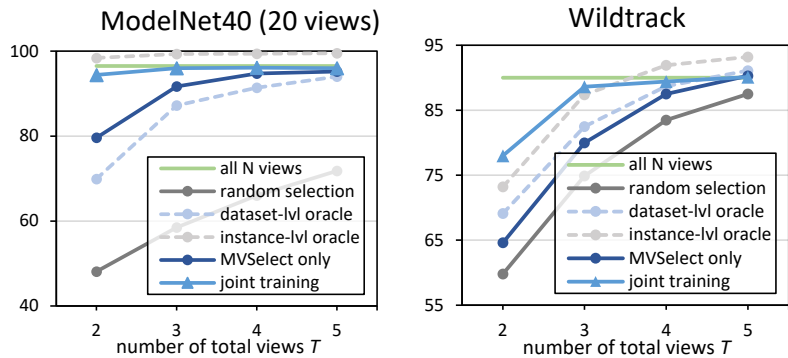 ModelNet40 (20 views)
100
80
60
40
2 3 4 5
number of total views T
all N views
random selection
dataset-lvl oracle
instance-lvl oracle
MVSelect only
joint training
Wildtrack
95
85
75
65
55
2 3 4 5
number of total views T
all N views
random selection
dataset-lvl oracle
instance-lvl oracle
MVSelect only
joint training